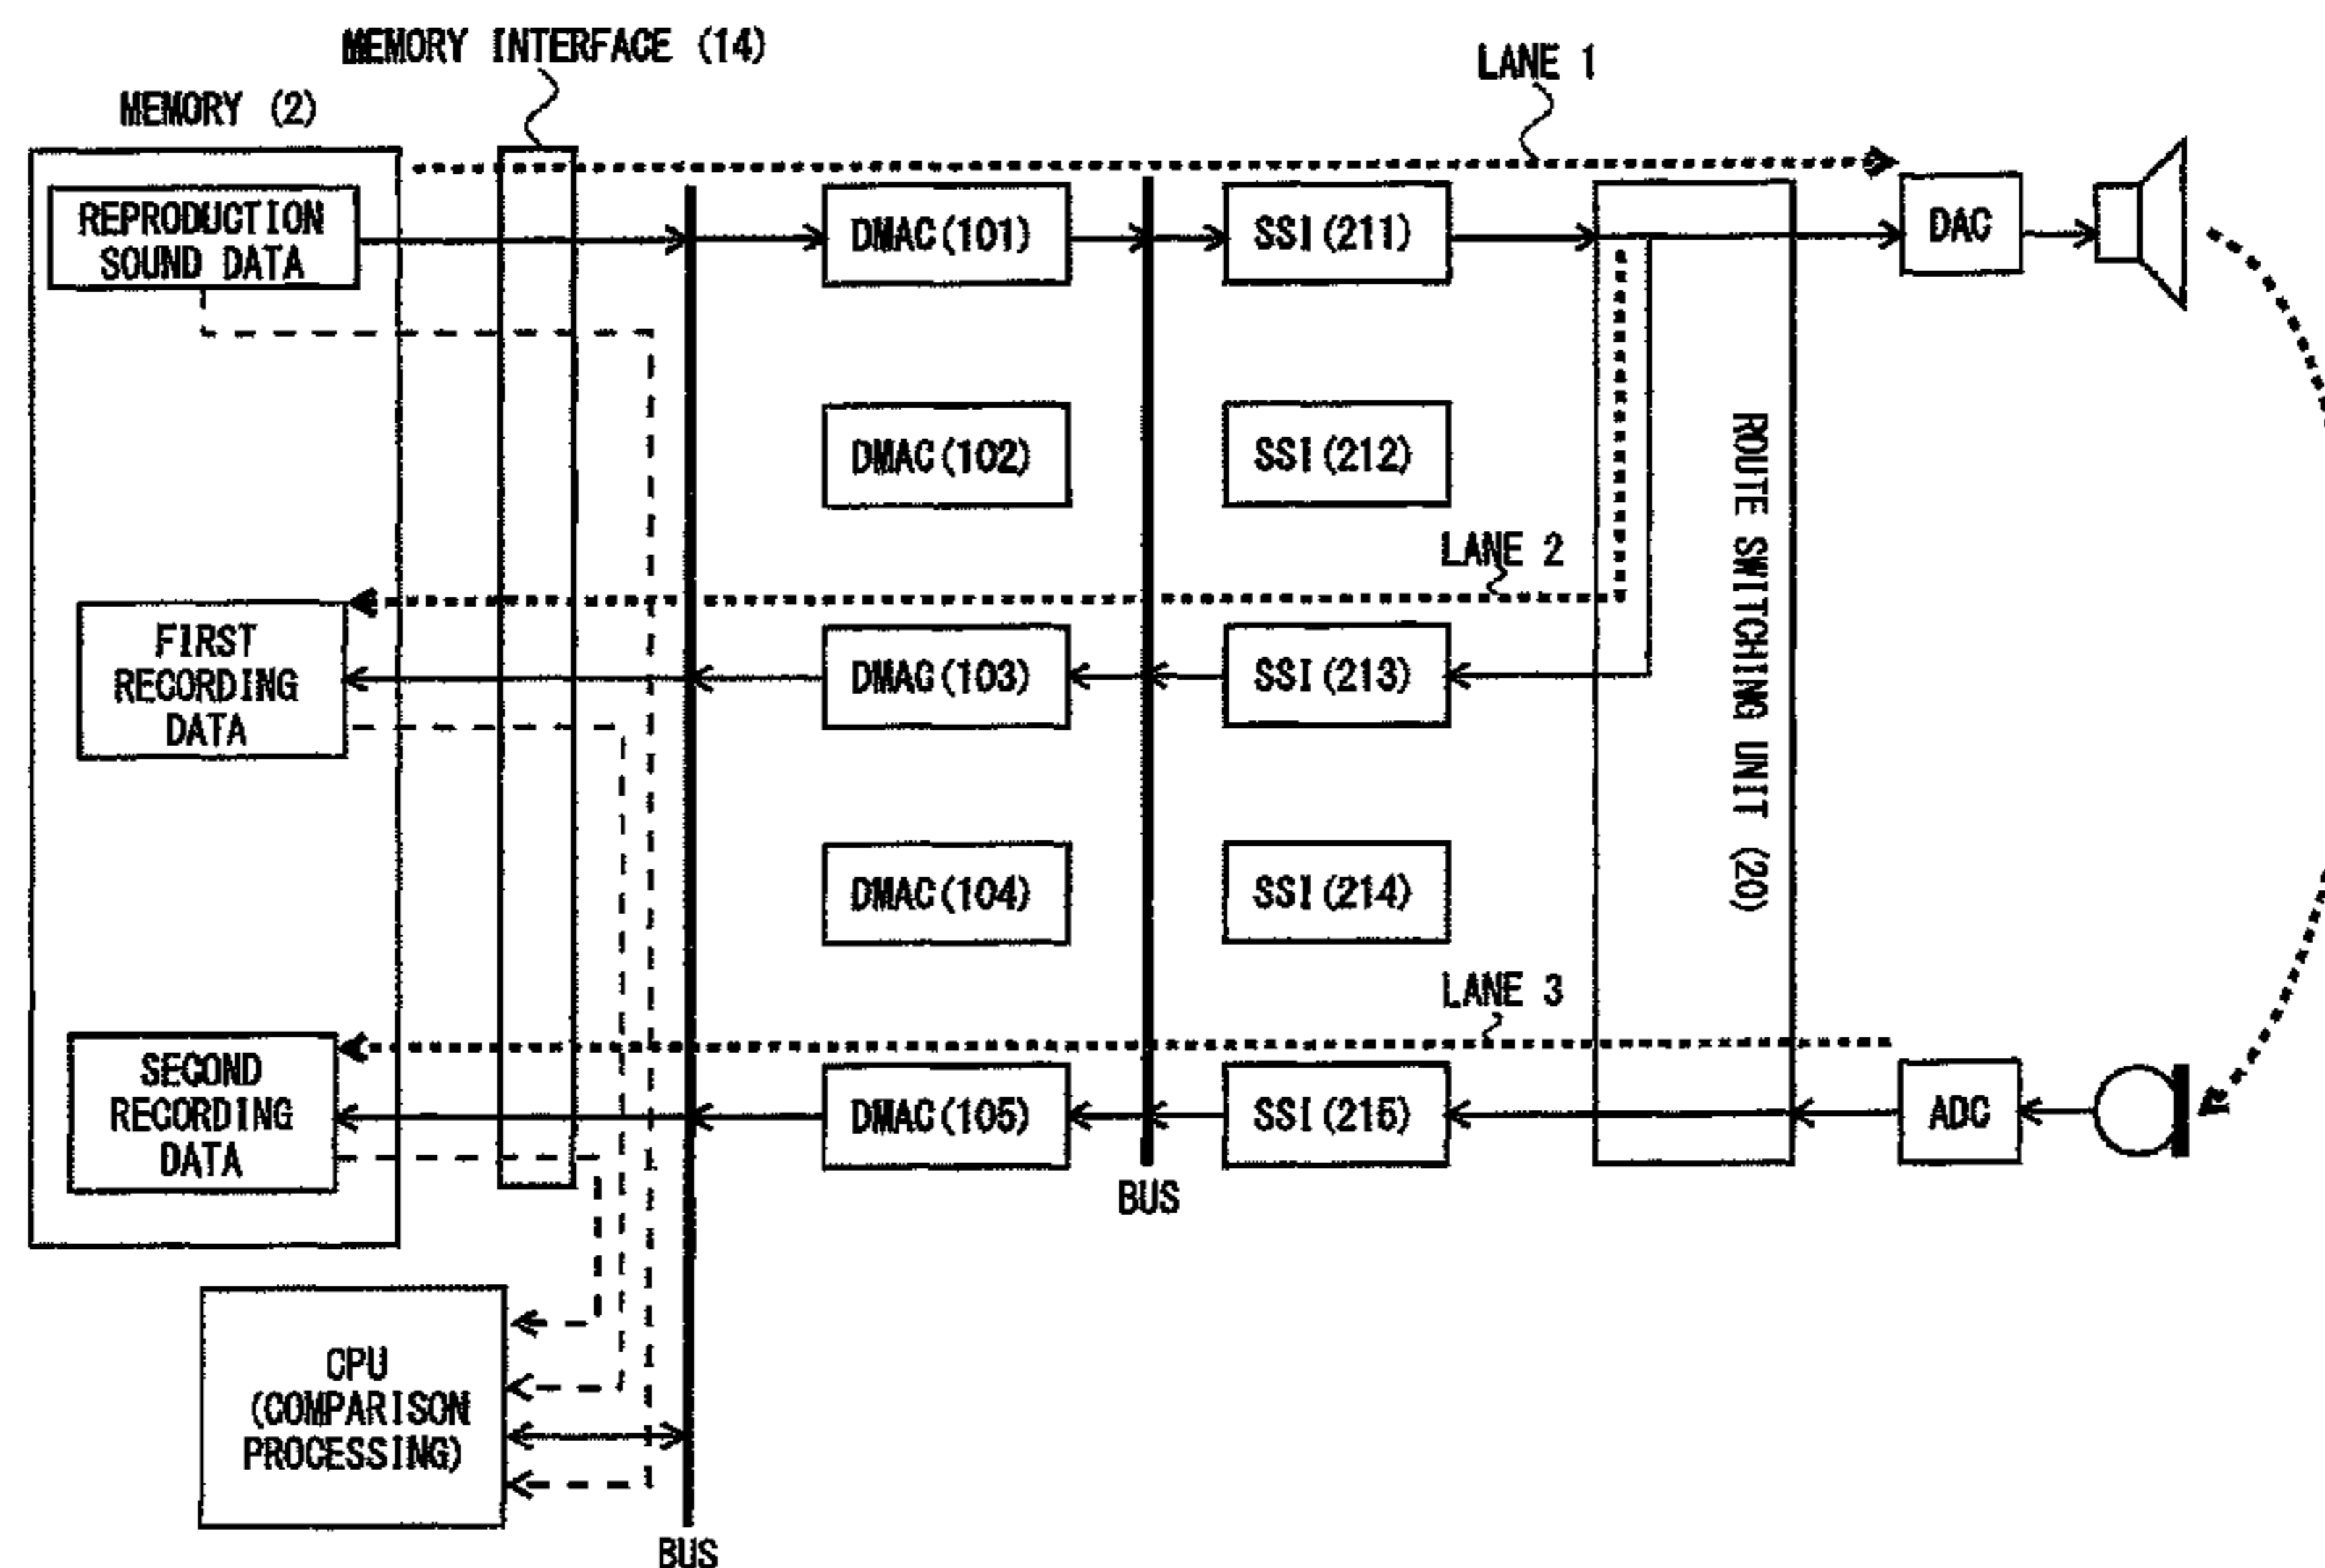 MEMORY INTERFACE (14)
LANE 1
MEMORY (2)
REPRODUCTION
SOUND DATA
DMAC(101)
SSI(211)
DAC
DMAC(102)
SSI(212)
ROUTE SWITCHING UNIT (20)
LANE 2
FIRST
RECORDING
DATA
DMAC(103)
SSI(213)
DMAC(104)
SSI(214)
LANE 3
SECOND
RECORDING
DATA
DMAC(105)
SSI(215)
ADC
BUS
CPU
(COMPARISON
PROCESSING)
BUS